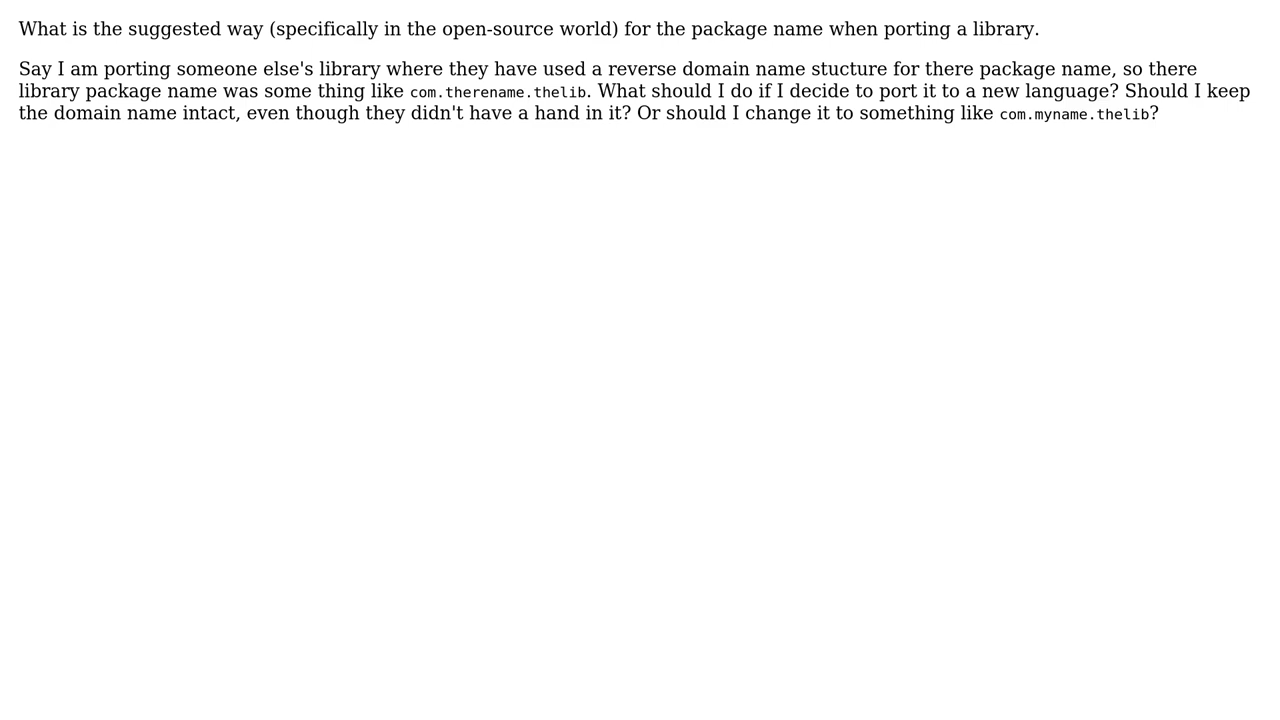 What is the suggested way (specifically in the open-source world) for the package name when porting a library.
Say I am porting someone else's library where they have used a reverse domain name stucture for there package name, so there
library package name was some thing like com.therename.thelib. What should I do if I decide to port it to a new language? Should I keep
the domain name intact, even though they didn't have a hand in it? Or should I change it to something like com.myname.thelib?